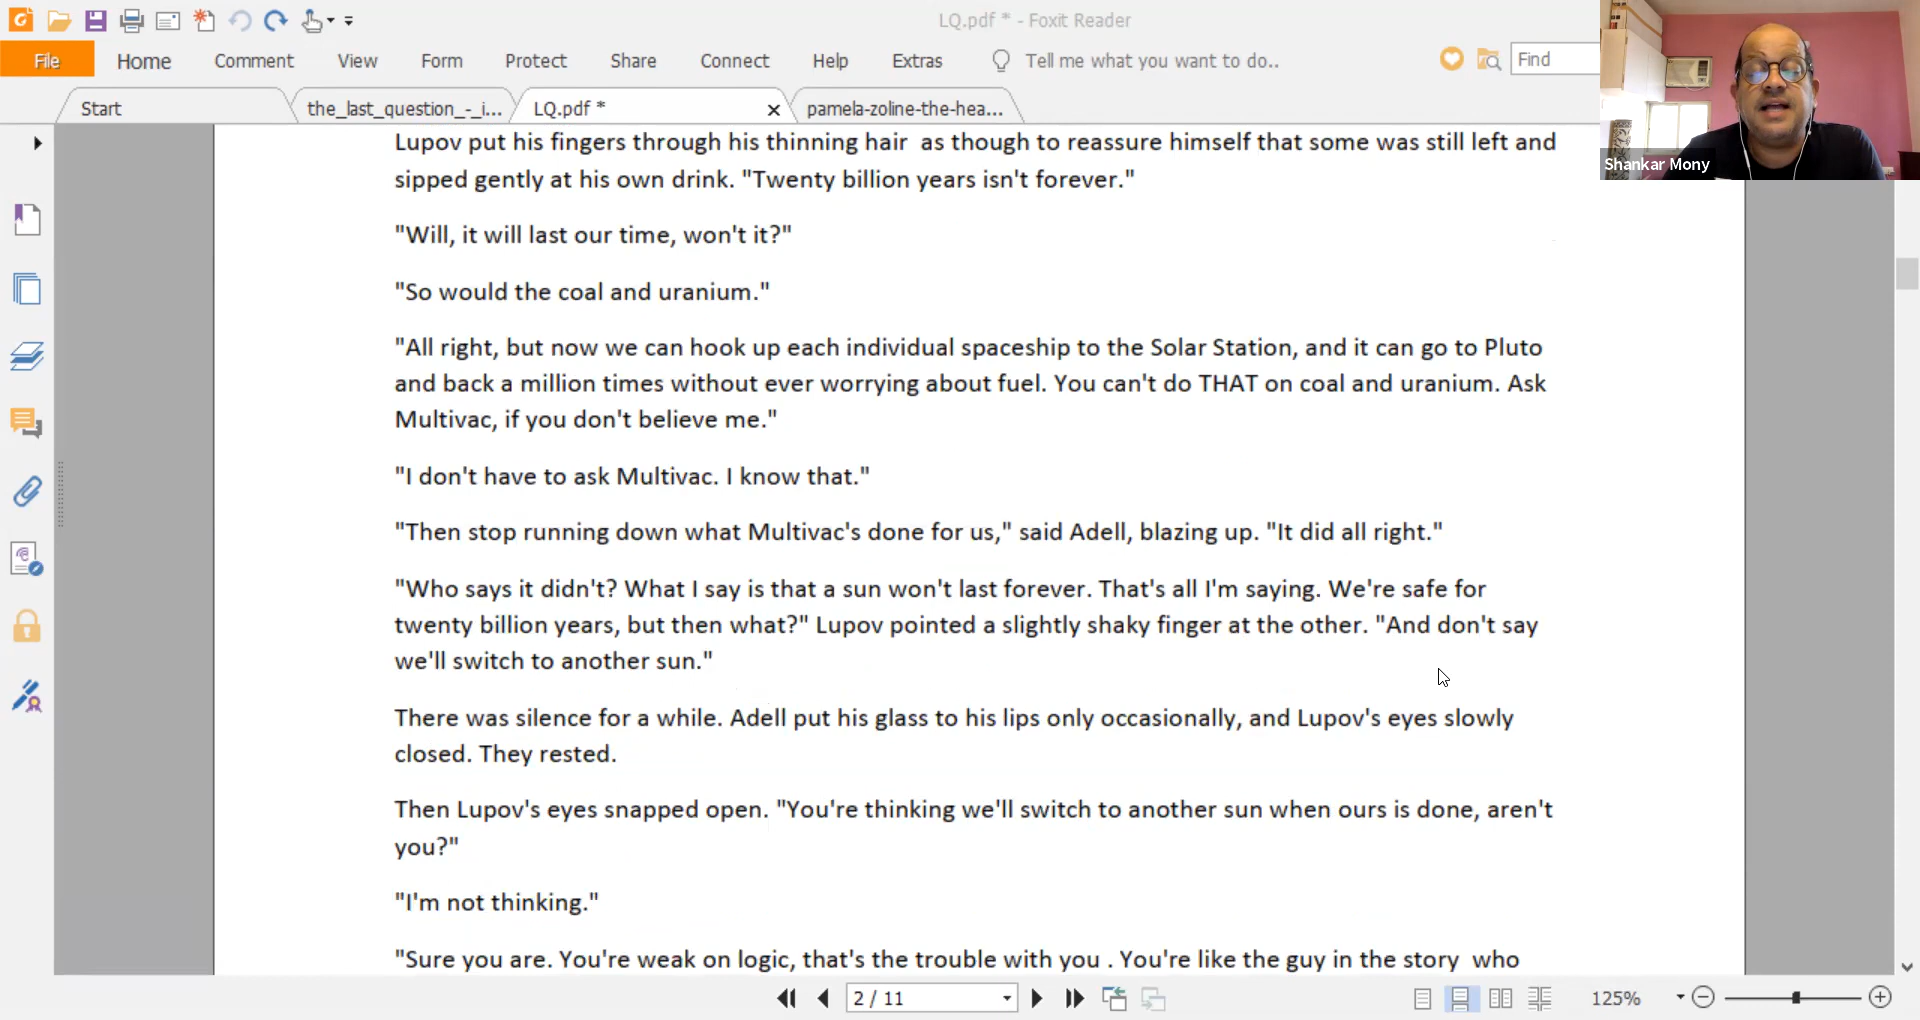 LQ.pdf * - Foxit Reader
File Home Comment View Form Protect Share Connect Help Extras Tell me what you want to do.. Find
Start the_last_question_-_i... LQ.pdf * pamela-zoline-the-hea...
Shankar Mony
Lupov put his fingers through his thinning hair  as though to reassure himself that some was still left and
sipped gently at his own drink. "Twenty billion years isn't forever."
"Will, it will last our time, won't it?"
"So would the coal and uranium."
"All right, but now we can hook up each individual spaceship to the Solar Station, and it can go to Pluto
and back a million times without ever worrying about fuel. You can't do THAT on coal and uranium. Ask
Multivac, if you don't believe me."
"I don't have to ask Multivac. I know that."
"Then stop running down what Multivac's done for us," said Adell, blazing up. "It did all right."
"Who says it didn't? What I say is that a sun won't last forever. That's all I'm saying. We're safe for
twenty billion years, but then what?" Lupov pointed a slightly shaky finger at the other. "And don't say
we'll switch to another sun."
There was silence for a while. Adell put his glass to his lips only occasionally, and Lupov's eyes slowly
closed. They rested.
Then Lupov's eyes snapped open. "You're thinking we'll switch to another sun when ours is done, aren't
you?"
"I'm not thinking."
"Sure you are. You're weak on logic, that's the trouble with you . You're like the guy in the story  who
2 / 11 125%